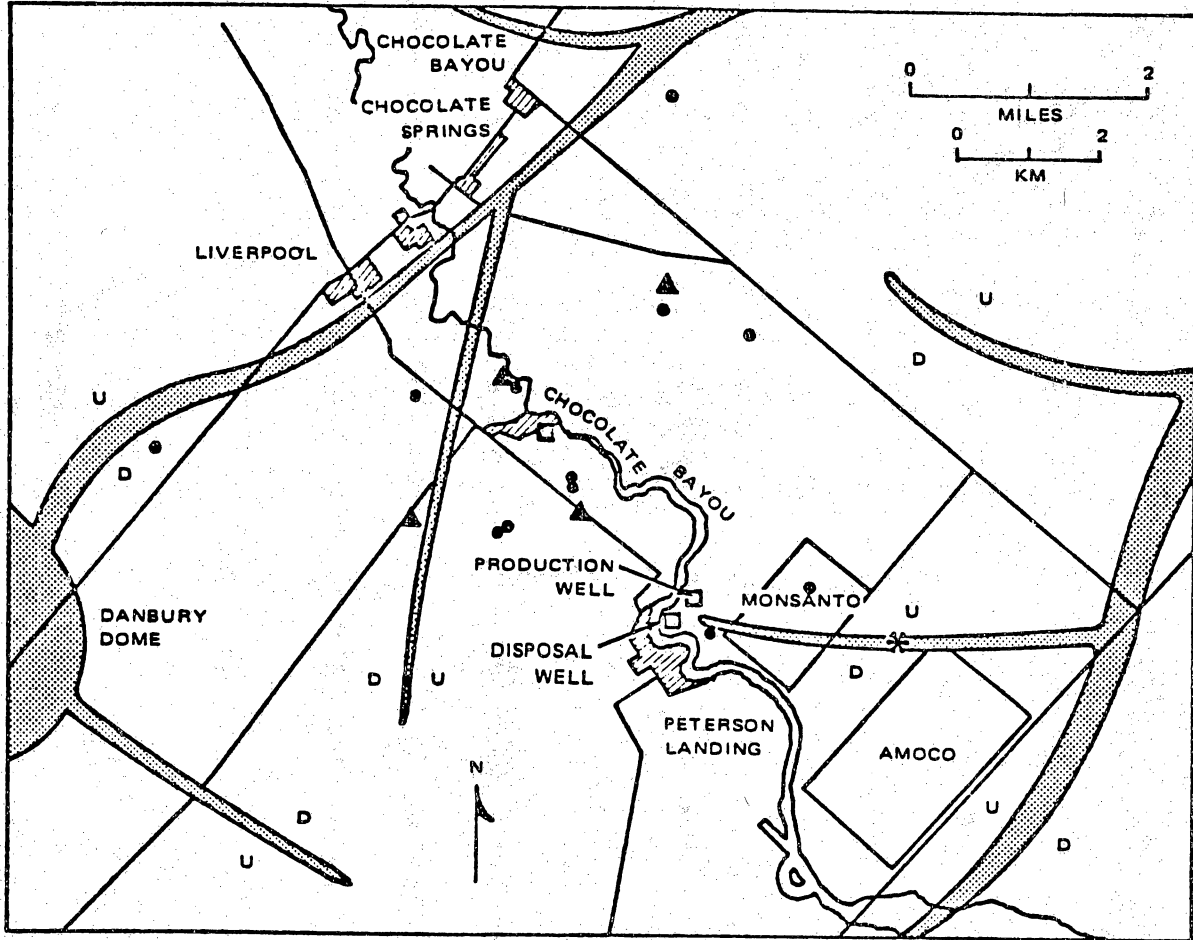 CHOCOLATE
BAYOU
CHOCOLATE
SPRINGS
0 2
MILES
0 2
KM
LIVERPOOL
U
D
U
D
CHOCOLATE
BAYOU
PRODUCTION
WELL
MONSANTO
U
DANBURY
DOME
DISPOSAL
WELL
D U
D
PETERSON
LANDING
AMOCO
N
U
D
U
D